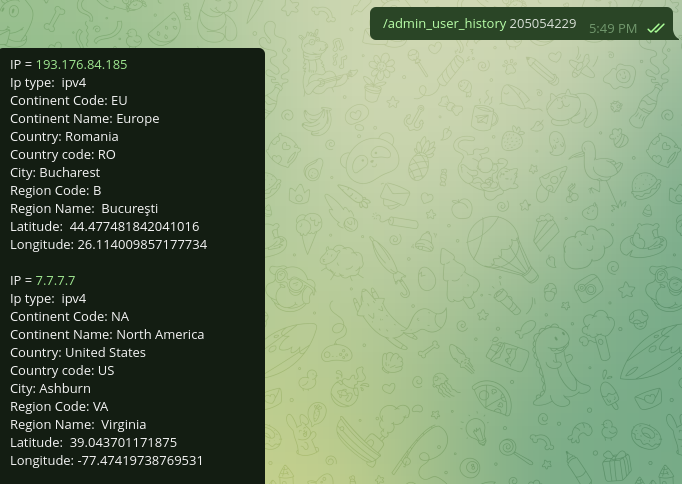 /admin_user_history 205054229
5:49 PM
IP = 193.176.84.185
Ip type:  ipv4
Continent Code: EU
Continent Name: Europe
Country: Romania
Country code: RO
City: Bucharest
Region Code: B
Region Name:  Bucureşti
Latitude:  44.477481842041016
Longitude: 26.114009857177734
IP = 7.7.7.7
Ip type:  ipv4
Continent Code: NA
Continent Name: North America
Country: United States
Country code: US
City: Ashburn
Region Code: VA
Region Name:  Virginia
Latitude:  39.043701171875
Longitude: -77.47419738769531